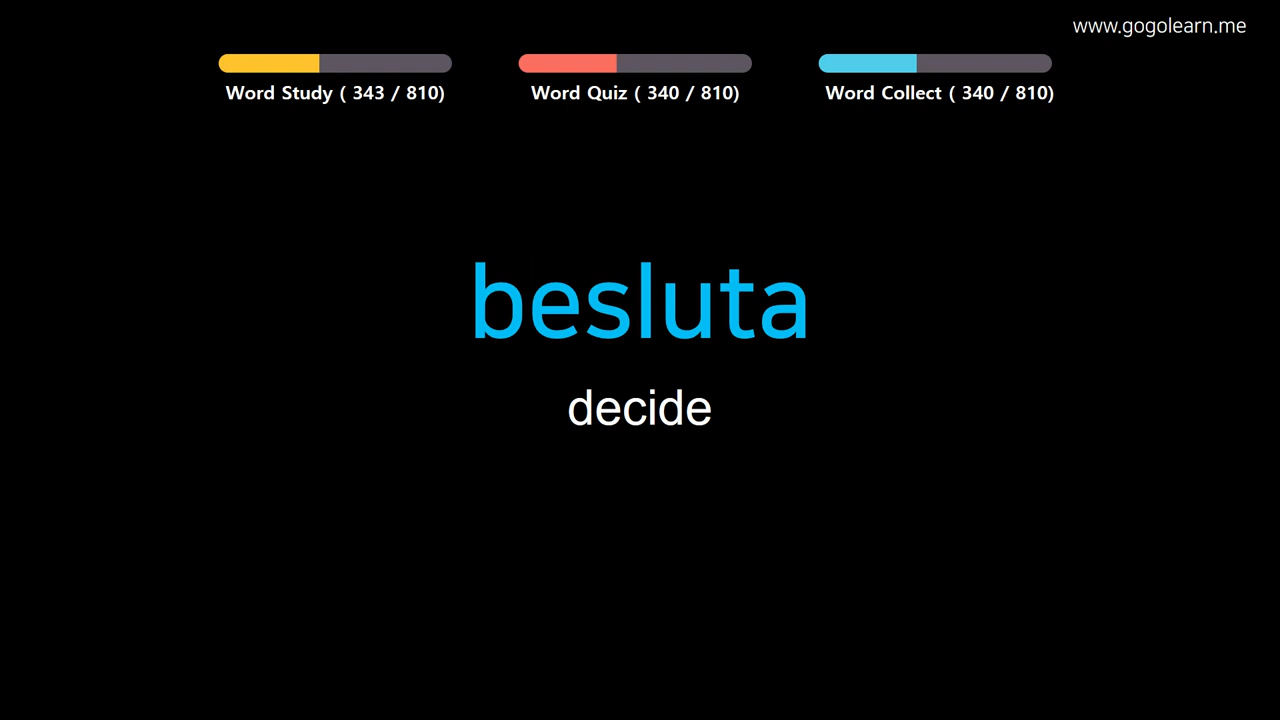 www.gogolearn.me
Word Study ( 343 / 810)
Word Quiz ( 340 / 810)
Word Collect ( 340 / 810)
besluta
decide